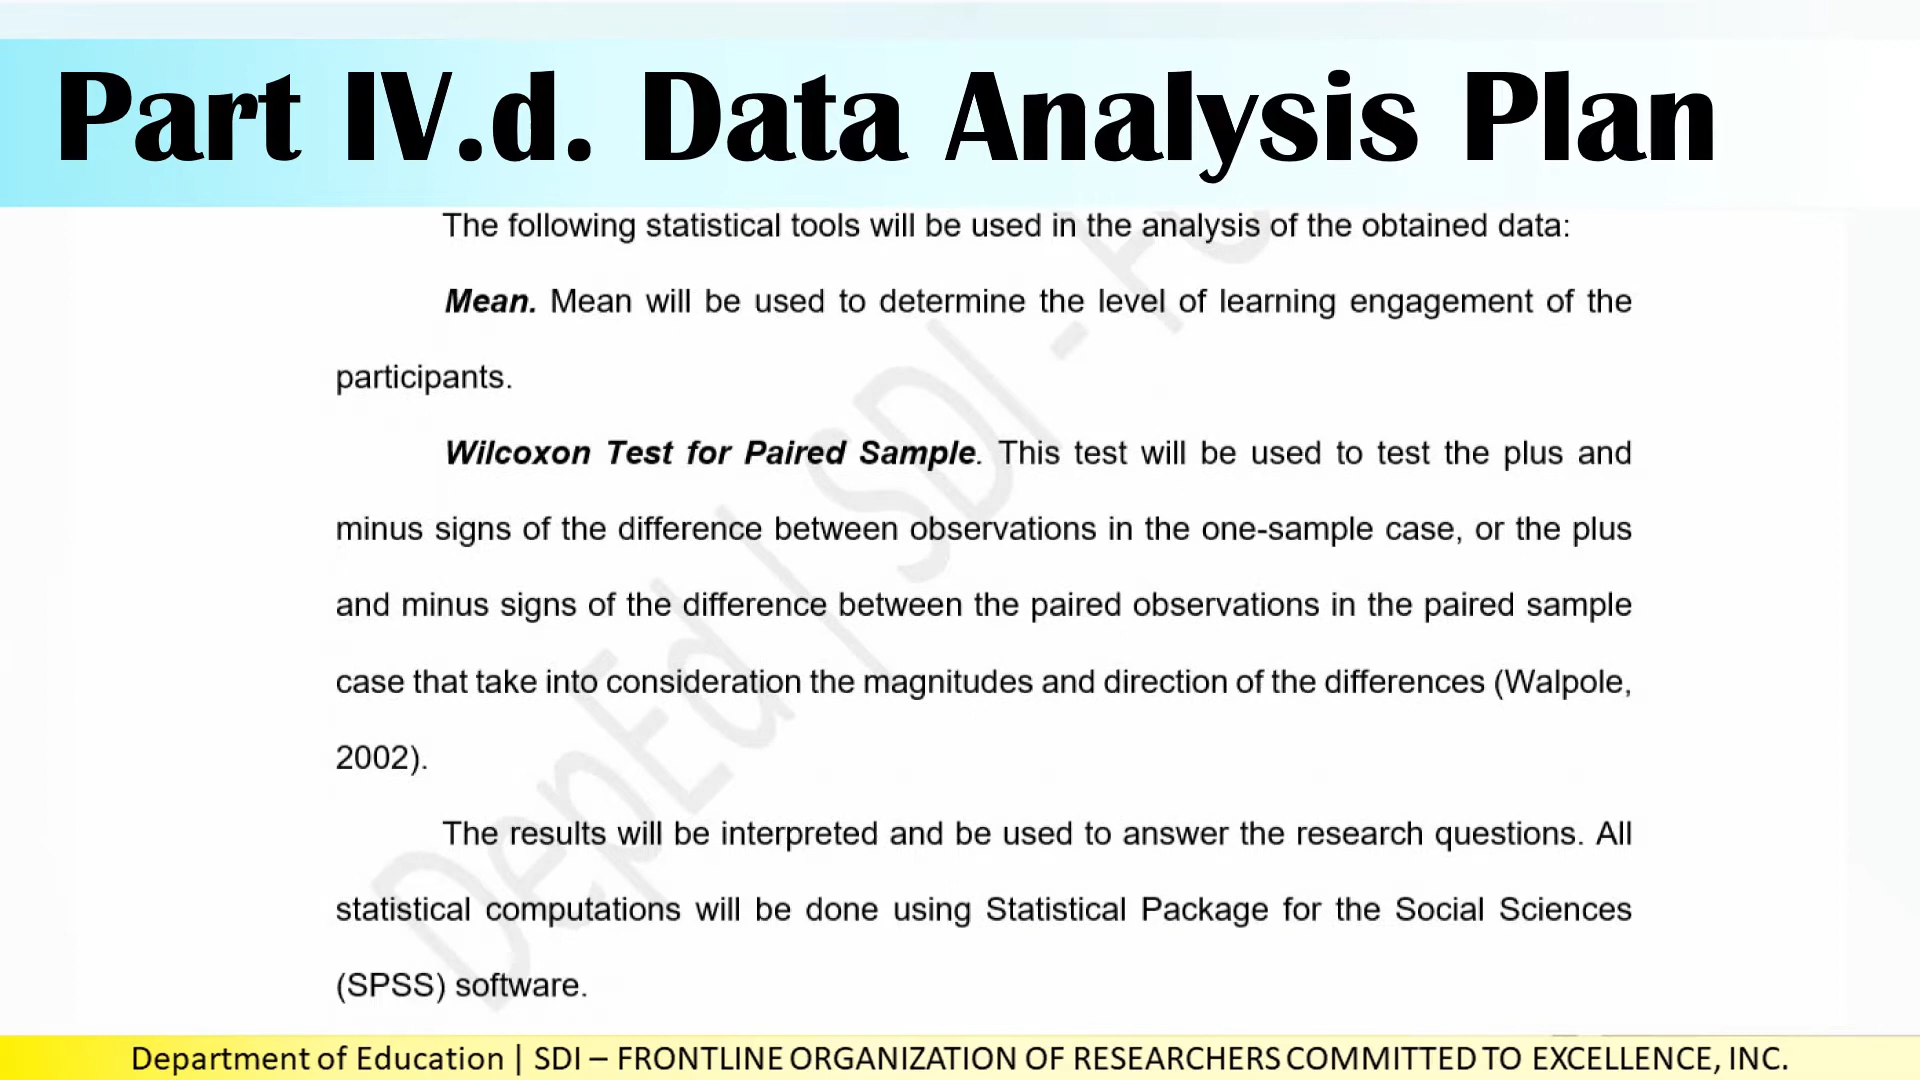 Part IV.d. Data Analysis Plan
The following statistical tools will be used in the analysis of the obtained data:
Mean. Mean will be used to determine the level of learning engagement of the
participants.
Wilcoxon Test for Paired Sample. This test will be used to test the plus and
minus signs of the difference between observations in the one-sample case, or the plus
and minus signs of the difference between the paired observations in the paired sample
case that take into consideration the magnitudes and direction of the differences (Walpole,
2002).
The results will be interpreted and be used to answer the research questions. All
statistical computations will be done using Statistical Package for the Social Sciences
(SPSS) software.
DepEd | SDI -
Department of Education | SDI – FRONTLINE ORGANIZATION OF RESEARCHERS COMMITTED TO EXCELLENCE, INC.